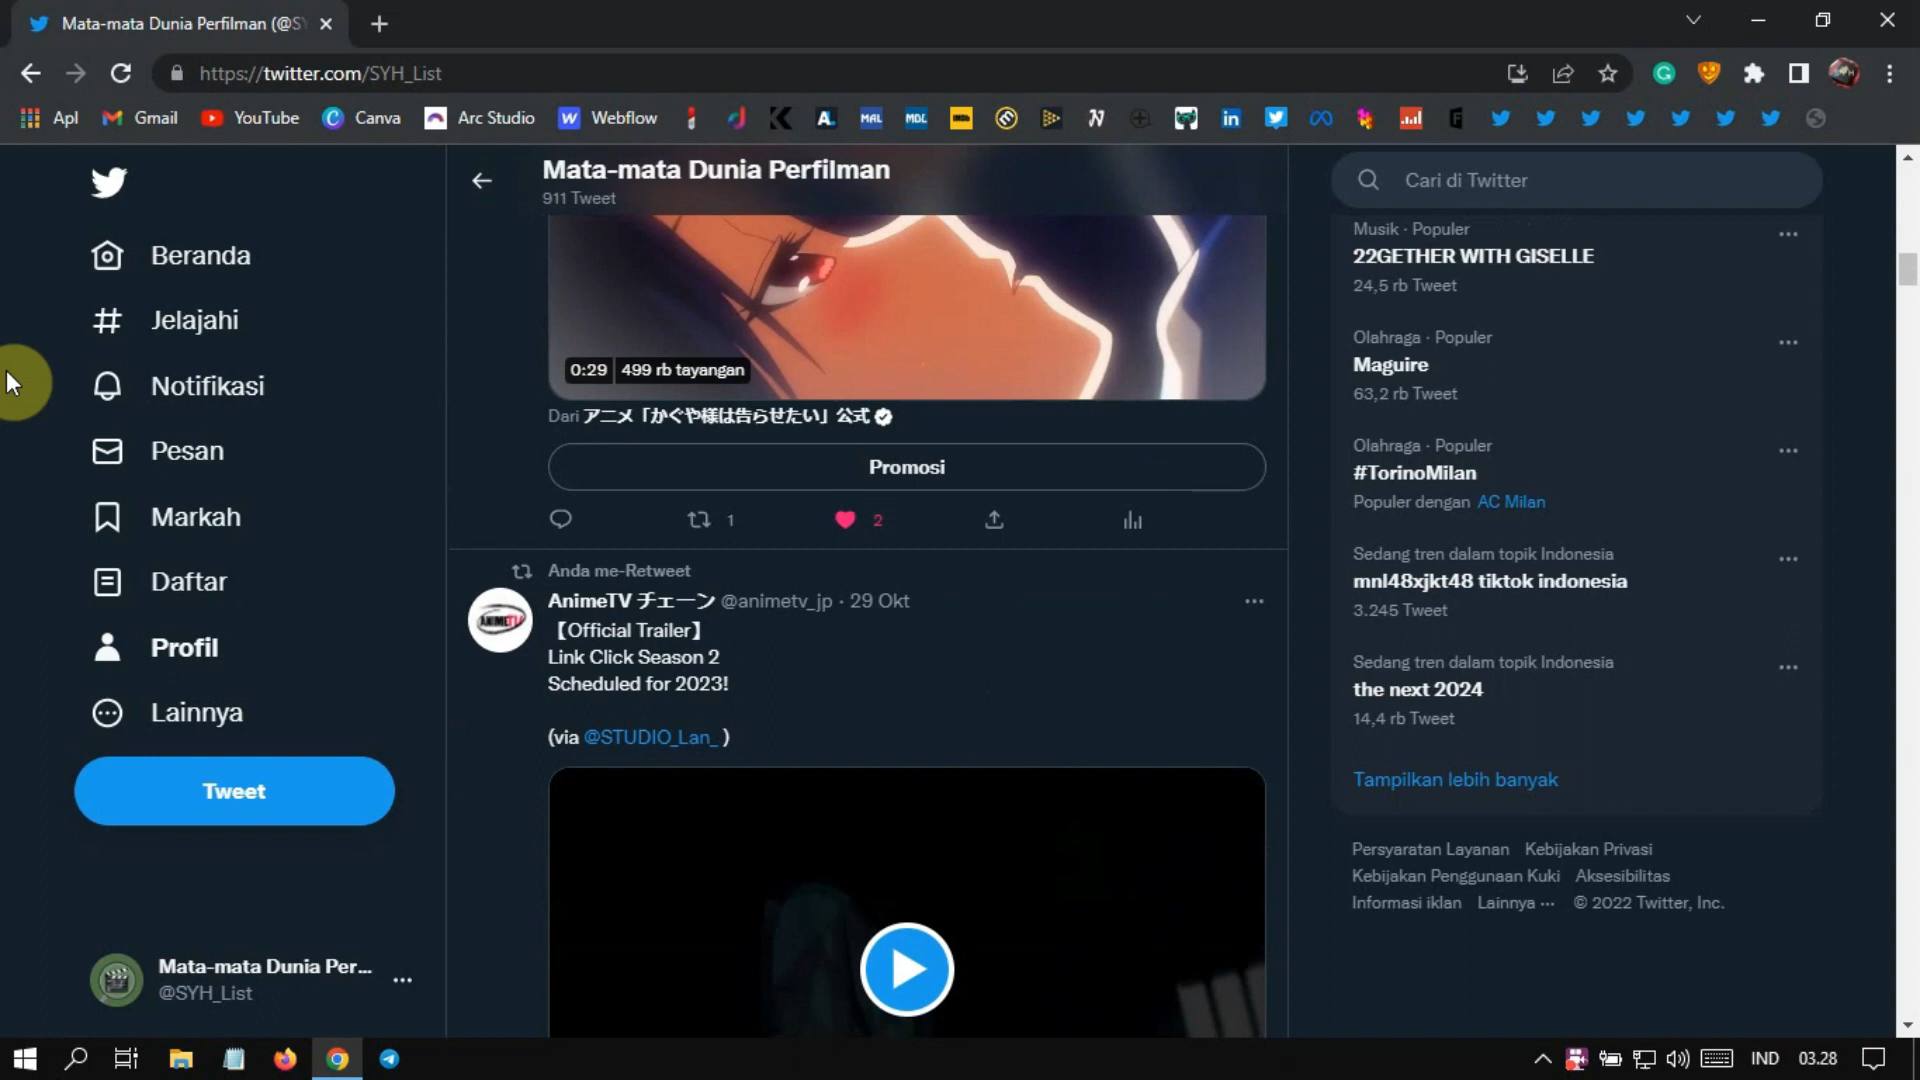 Mata-mata Dunia Perfilman (@S
https://twitter.com/SYH_List
Apl
Gmail
YouTube
Canva
Arc Studio
Webflow
Beranda
Jelajahi
Notifikasi
Pesan
Markah
Daftar
Profil
Lainnya
Tweet
Mata-mata Dunia Per...
@SYH_List
Mata-mata Dunia Perfilman
911 Tweet
0:29 499 rb tayangan
Dari アニメ「かぐや様は告らせたい」公式
Promosi
1
2
Anda me-Retweet
AnimeTV チェーン @animetv_jp · 29 Okt
【Official Trailer】
Link Click Season 2
Scheduled for 2023!
(via @STUDIO_Lan_ )
Cari di Twitter
Musik · Populer
22GETHER WITH GISELLE
24,5 rb Tweet
Olahraga · Populer
Maguire
63,2 rb Tweet
Olahraga · Populer
#TorinoMilan
Populer dengan AC Milan
Sedang tren dalam topik Indonesia
mnl48xjkt48 tiktok indonesia
3.245 Tweet
Sedang tren dalam topik Indonesia
the next 2024
14,4 rb Tweet
Tampilkan lebih banyak
Persyaratan Layanan Kebijakan Privasi
Kebijakan Penggunaan Kuki Aksesibilitas
Informasi iklan Lainnya ··· © 2022 Twitter, Inc.
IND 03.28